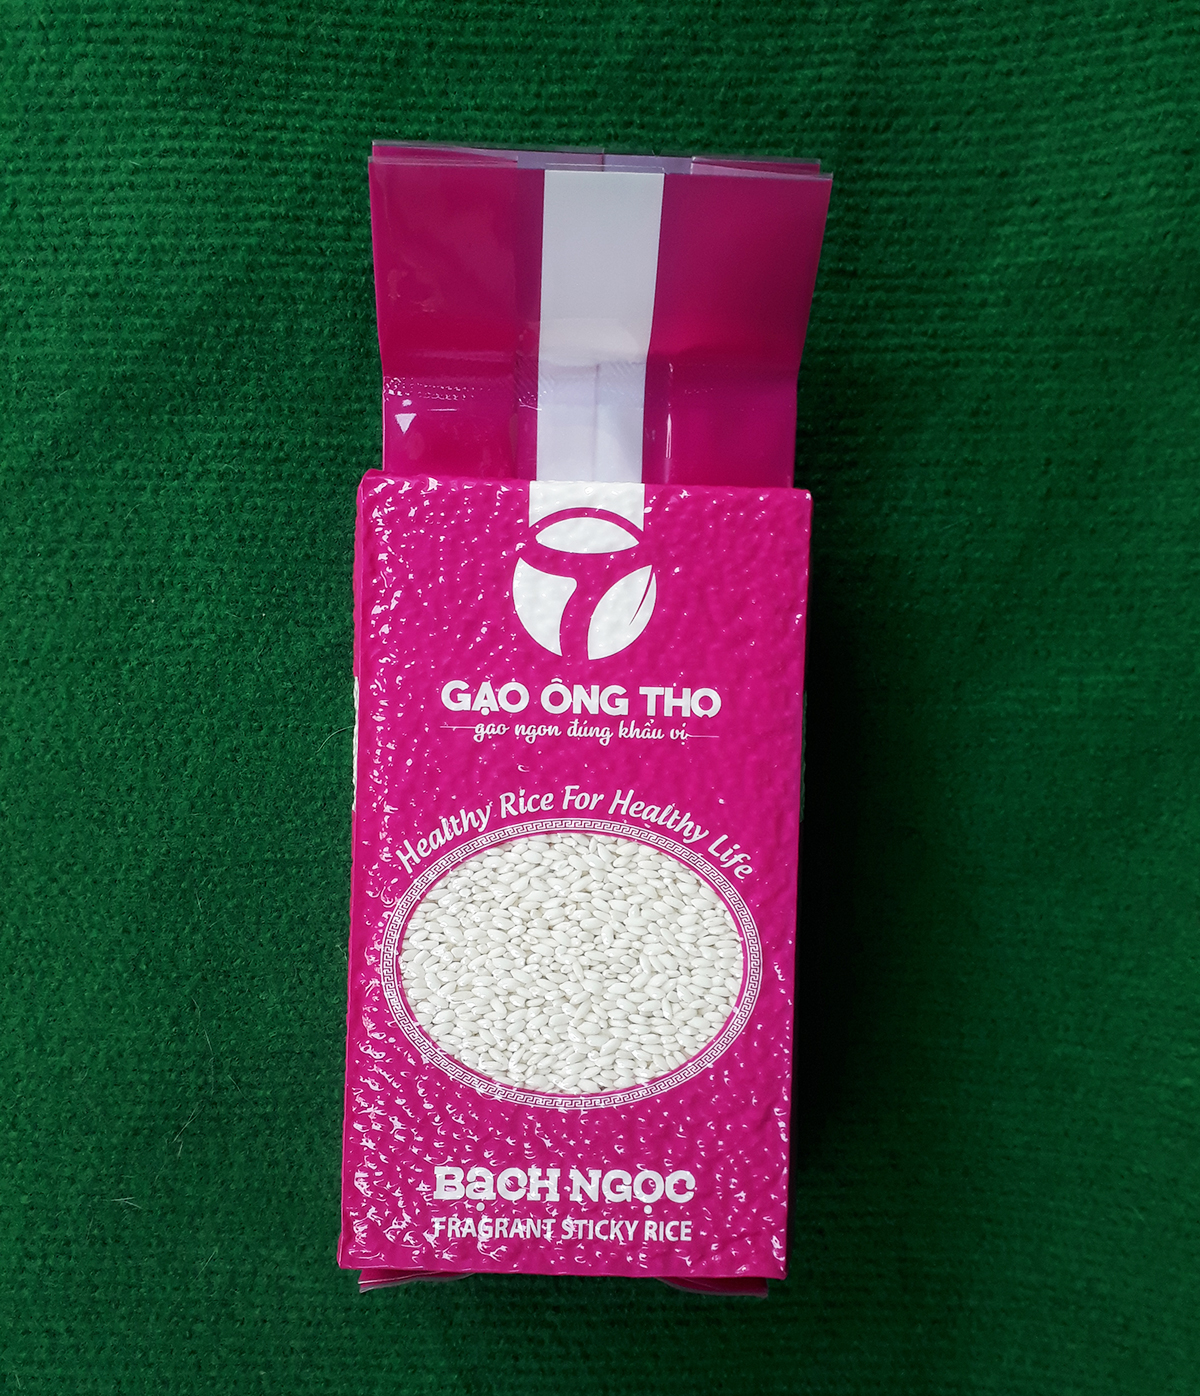 GẠO ÔNG THỌ
gạo ngon đúng khẩu vị
Healthy Rice For Healthy Life
BẠCH NGỌC
FRAGRANT STICKY RICE